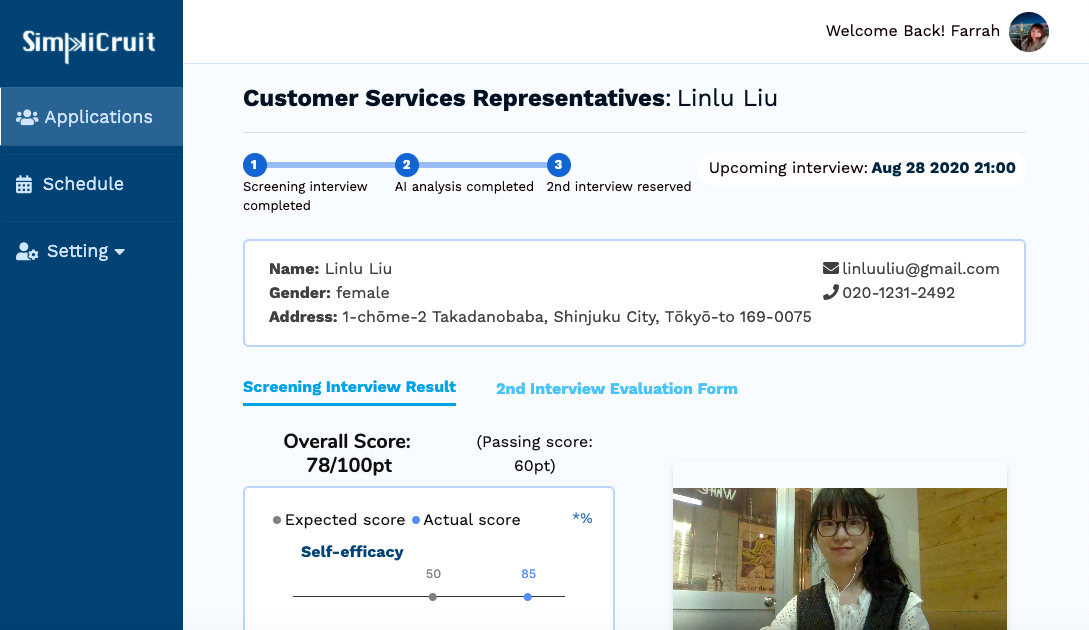 SimpliCruit
Welcome Back! Farrah
Applications
Schedule
Setting
Customer Services Representatives: Linlu Liu
1
2
3
Screening interview
completed
AI analysis completed
2nd interview reserved
Upcoming interview: Aug 28 2020 21:00
Name: Linlu Liu
Gender: female
Address: 1-chōme-2 Takadanobaba, Shinjuku City, Tōkyō-to 169-0075
linluuliu@gmail.com
020-1231-2492
Screening Interview Result
2nd Interview Evaluation Form
Overall Score:
78/100pt
(Passing score:
60pt)
Expected score
Actual score
*%
Self-efficacy
50
85